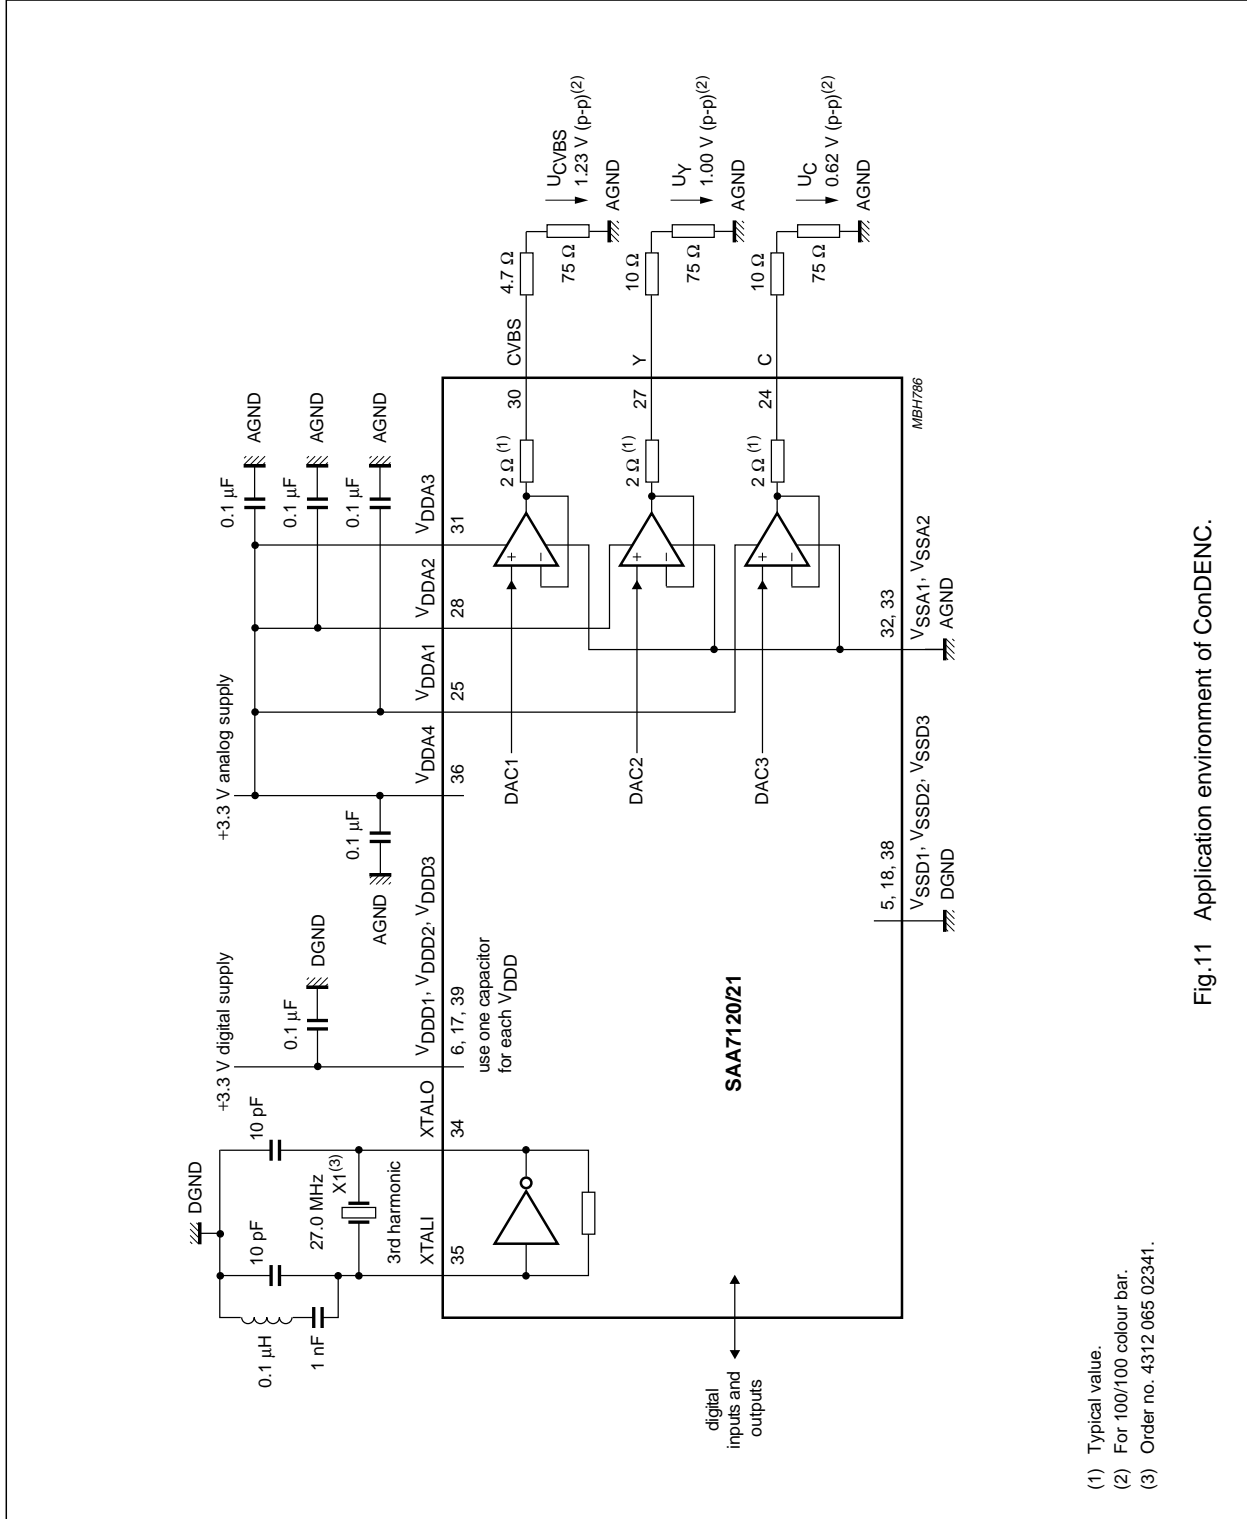 DGND
10 pF
10 pF
0.1 µH
1 nF
27.0 MHz
X1(3)
3rd harmonic
XTALI
XTALO
35
34
+3.3 V digital supply
0.1 µF
DGND
VDDD1, VDDD2, VDDD3
6, 17, 39
use one capacitor
for each VDDD
+3.3 V analog supply
0.1 µF
AGND
0.1 µF
AGND
0.1 µF
AGND
0.1 µF
AGND
VDDA4
VDDA1
VDDA2
VDDA3
36
25
28
31
DAC1
+
−
2 Ω (1)
30
CVBS
4.7 Ω
75 Ω
UCVBS
1.23 V (p-p)(2)
AGND
DAC2
+
−
2 Ω (1)
27
Y
10 Ω
75 Ω
UY
1.00 V (p-p)(2)
AGND
DAC3
+
−
2 Ω (1)
24
C
10 Ω
75 Ω
UC
0.62 V (p-p)(2)
AGND
SAA7120/21
digital
inputs and
outputs
5, 18, 38
VSSD1, VSSD2, VSSD3
DGND
32, 33
VSSA1, VSSA2
AGND
MBH786
(1) Typical value.
(2) For 100/100 colour bar.
(3) Order no. 4312 065 02341.
Fig.11 Application environment of ConDENC.